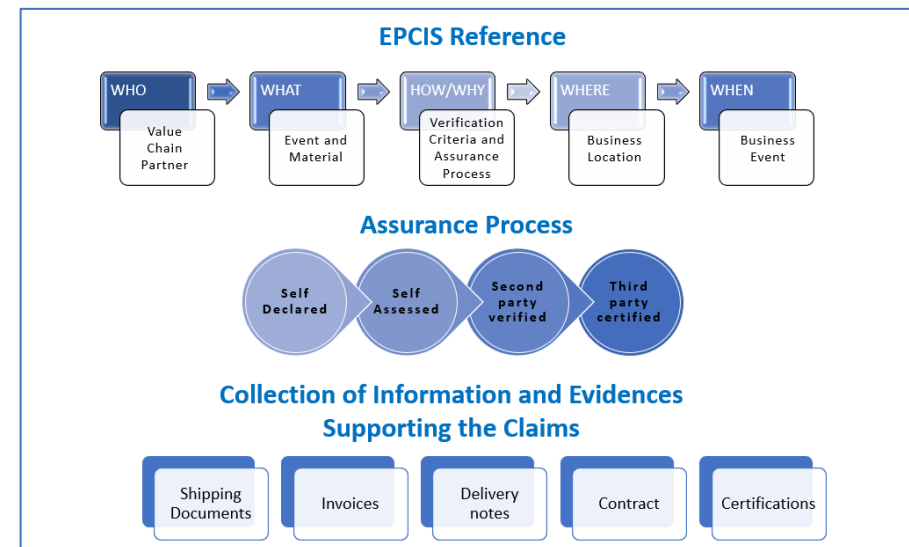 EPCIS Reference
WHO
WHAT
HOW/WHY
WHERE
WHEN
Value
Chain
Partner
Event and
Material
Verification
Criteria and
Assurance
Process
Business
Location
Business
Event
Assurance Process
Self
Declared
Self
Assessed
Second
party
verified
Third
party
certified
Collection of Information and Evidences
Supporting the Claims
Shipping
Documents
Invoices
Delivery
notes
Contract
Certifications